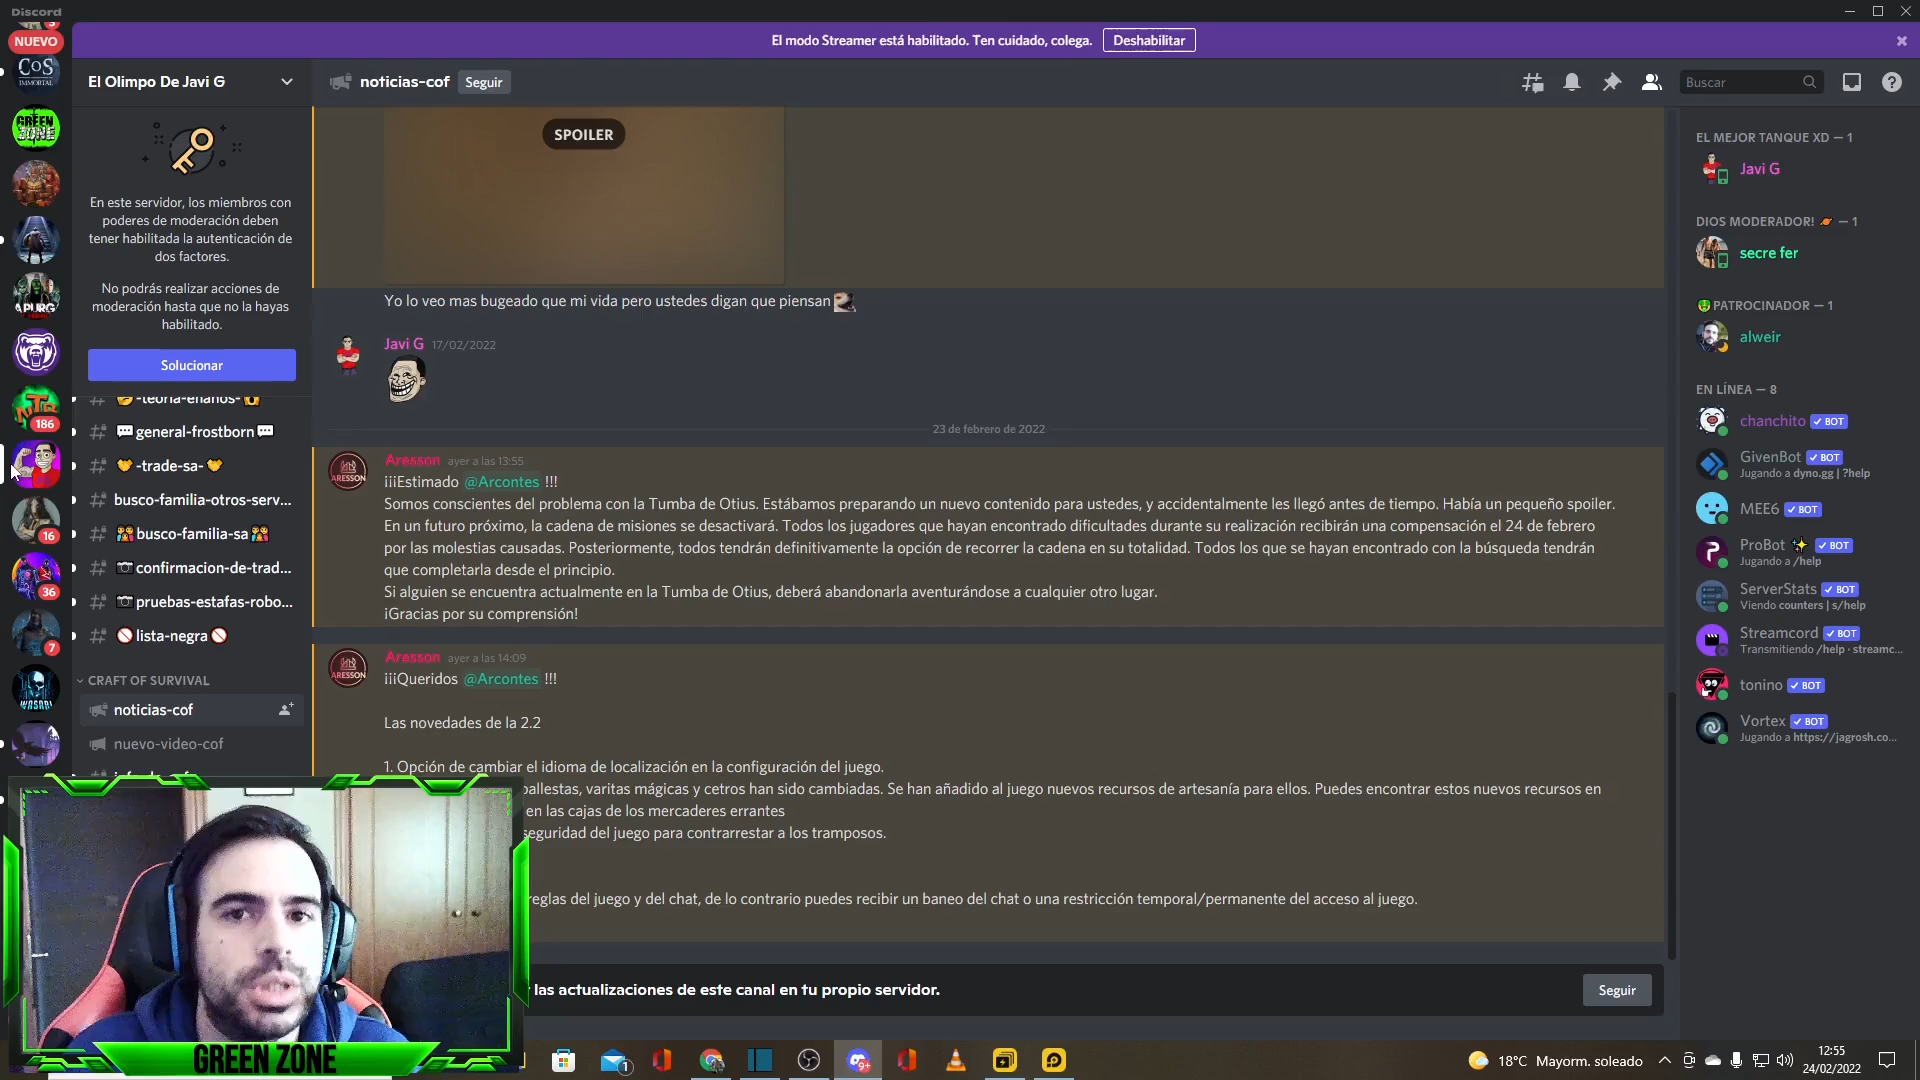 Discord
NUEVO
El modo Streamer está habilitado. Ten cuidado, colega.
Deshabilitar
CoS
IMMORTAL
El Olimpo De Javi G
noticias-cof
Seguir
Buscar
GREEN
ZONE
En este servidor, los miembros con
poderes de moderación deben
tener habilitada la autenticación de
dos factores.
No podrás realizar acciones de
moderación hasta que no la hayas
habilitado.
Solucionar
-teoria-enanos-
general-frostborn
-trade-sa-
busco-familia-otros-serv...
busco-familia-sa
confirmacion-de-trad...
pruebas-estafas-robo...
lista-negra
CRAFT OF SURVIVAL
noticias-cof
nuevo-video-cof
186
16
36
7
SPOILER
Yo lo veo mas bugeado que mi vida pero ustedes digan que piensan
Javi G 17/02/2022
23 de febrero de 2022
ARESSON
Aresson ayer a las 13:55
¡¡¡Estimado @Arcontes !!!
Somos conscientes del problema con la Tumba de Otius. Estábamos preparando un nuevo contenido para ustedes, y accidentalmente les llegó antes de tiempo. Había un pequeño spoiler.
En un futuro próximo, la cadena de misiones se desactivará. Todos los jugadores que hayan encontrado dificultades durante su realización recibirán una compensación el 24 de febrero
por las molestias causadas. Posteriormente, todos tendrán definitivamente la opción de recorrer la cadena en su totalidad. Todos los que se hayan encontrado con la búsqueda tendrán
que completarla desde el principio.
Si alguien se encuentra actualmente en la Tumba de Otius, deberá abandonarla aventurándose a cualquier otro lugar.
¡Gracias por su comprensión!
ARESSON
Aresson ayer a las 14:09
¡¡¡Queridos @Arcontes !!!
Las novedades de la 2.2
1. Opción de cambiar el idioma de localización en la configuración del juego.
ballestas, varitas mágicas y cetros han sido cambiadas. Se han añadido al juego nuevos recursos de artesanía para ellos. Puedes encontrar estos nuevos recursos en
en las cajas de los mercaderes errantes
seguridad del juego para contrarrestar a los tramposos.
reglas del juego y del chat, de lo contrario puedes recibir un baneo del chat o una restricción temporal/permanente del acceso al juego.
las actualizaciones de este canal en tu propio servidor.
Seguir
EL MEJOR TANQUE XD — 1
Javi G
DIOS MODERADOR! — 1
secre fer
PATROCINADOR — 1
alweir
EN LÍNEA — 8
chanchito ✓ BOT
GivenBot ✓ BOT
Jugando a dyno.gg | ?help
MEE6 ✓ BOT
ProBot ✓ BOT
Jugando a /help
ServerStats ✓ BOT
Viendo counters | s/help
Streamcord ✓ BOT
Transmitiendo /help · streamc...
tonino ✓ BOT
Vortex ✓ BOT
Jugando a https://jagrosh.co...
GREEN ZONE
1
9+
18°C Mayorm. soleado
12:55
24/02/2022